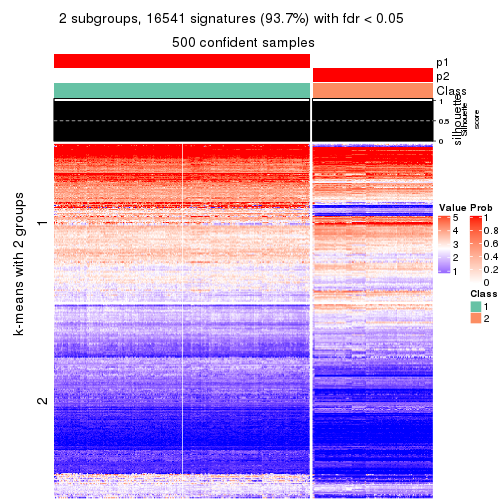 2 subgroups, 16541 signatures (93.7%) with fdr < 0.05
500 confident samples
p1
p2
Class
silhouette
Silhouette
score
1
0.5
0
k-means with 2 groups
1
2
Value
5
4
3
2
1
Prob
1
0.8
0.6
0.4
0.2
0
Class
1
2